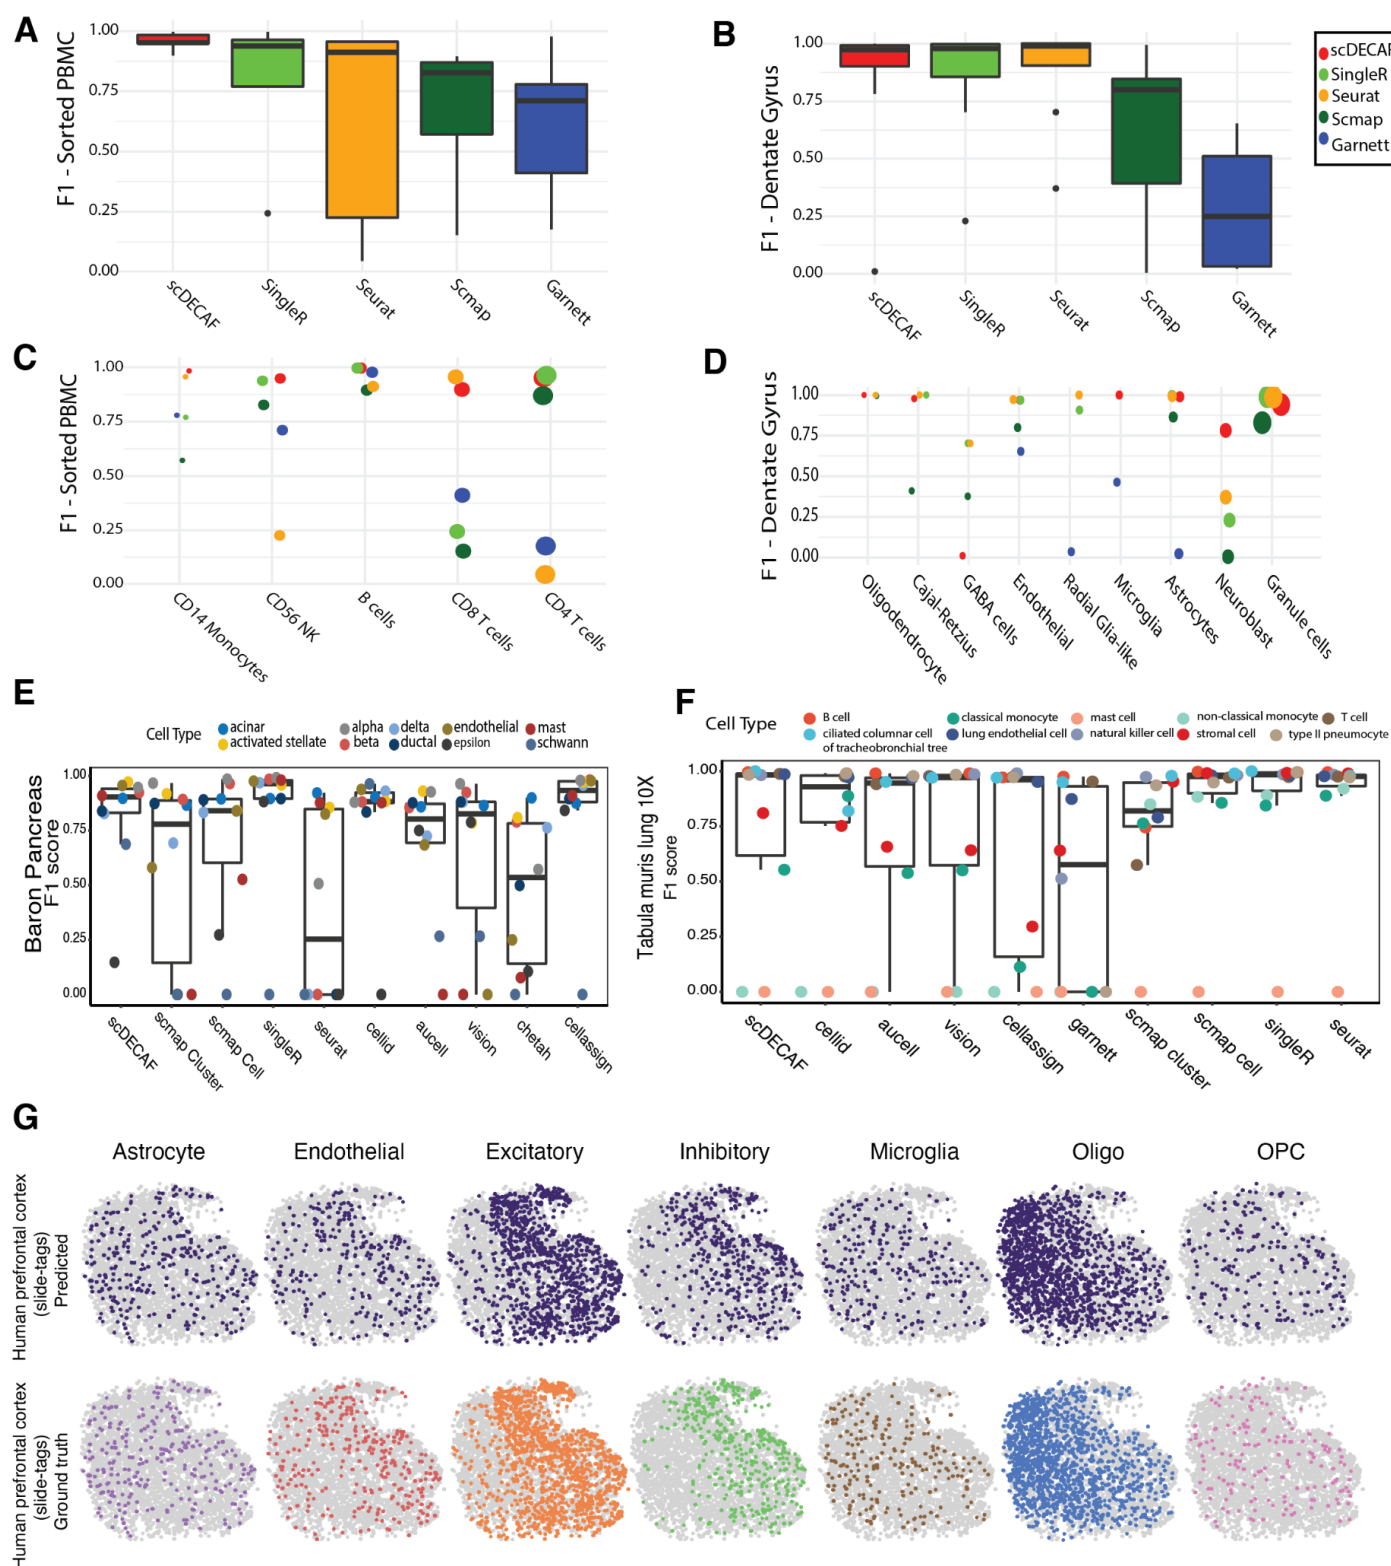 A
F1 - Sorted PBMC
1.00
0.75
0.50
0.25
0.00
scDECAF
SingleR
Seurat
Scmap
Garnett
B
F1 - Dentate Gyrus
1.00
0.75
0.50
0.25
0.00
scDECAF
SingleR
Seurat
Scmap
Garnett
scDECAF
SingleR
Seurat
Scmap
Garnett
C
F1 - Sorted PBMC
1.00
0.75
0.50
0.25
0.00
CD14 Monocytes
CD56 NK
B cells
CD8 T cells
CD4 T cells
D
F1 - Dentate Gyrus
1.00
0.75
0.50
0.25
0.00
Oligodendrocyte
Cajal-Retzius
GABA cells
Endothelial
Radial Glia-like
Microglia
Astrocytes
Neuroblast
Granule cells
E
Cell Type
acinar
alpha
delta
endothelial
mast
activated stellate
beta
ductal
epsilon
schwann
Baron Pancreas
F1 score
1.00
0.75
0.50
0.25
0.00
scDECAF
scmap Cluster
scmap Cell
singleR
seurat
cellid
aucell
vision
chetah
cellassign
F
Cell Type
B cell
classical monocyte
mast cell
non-classical monocyte
T cell
ciliated columnar cell
of tracheobronchial tree
lung endothelial cell
natural killer cell
stromal cell
type II pneumocyte
Tabula muris lung 10X
F1 score
1.00
0.75
0.50
0.25
0.00
scDECAF
cellid
aucell
vision
cellassign
garnett
scmap cluster
scmap cell
singleR
seurat
G
Astrocyte
Endothelial
Excitatory
Inhibitory
Microglia
Oligo
OPC
Human prefrontal cortex
(slide-tags)
Predicted
Human prefrontal cortex
(slide-tags)
Ground truth